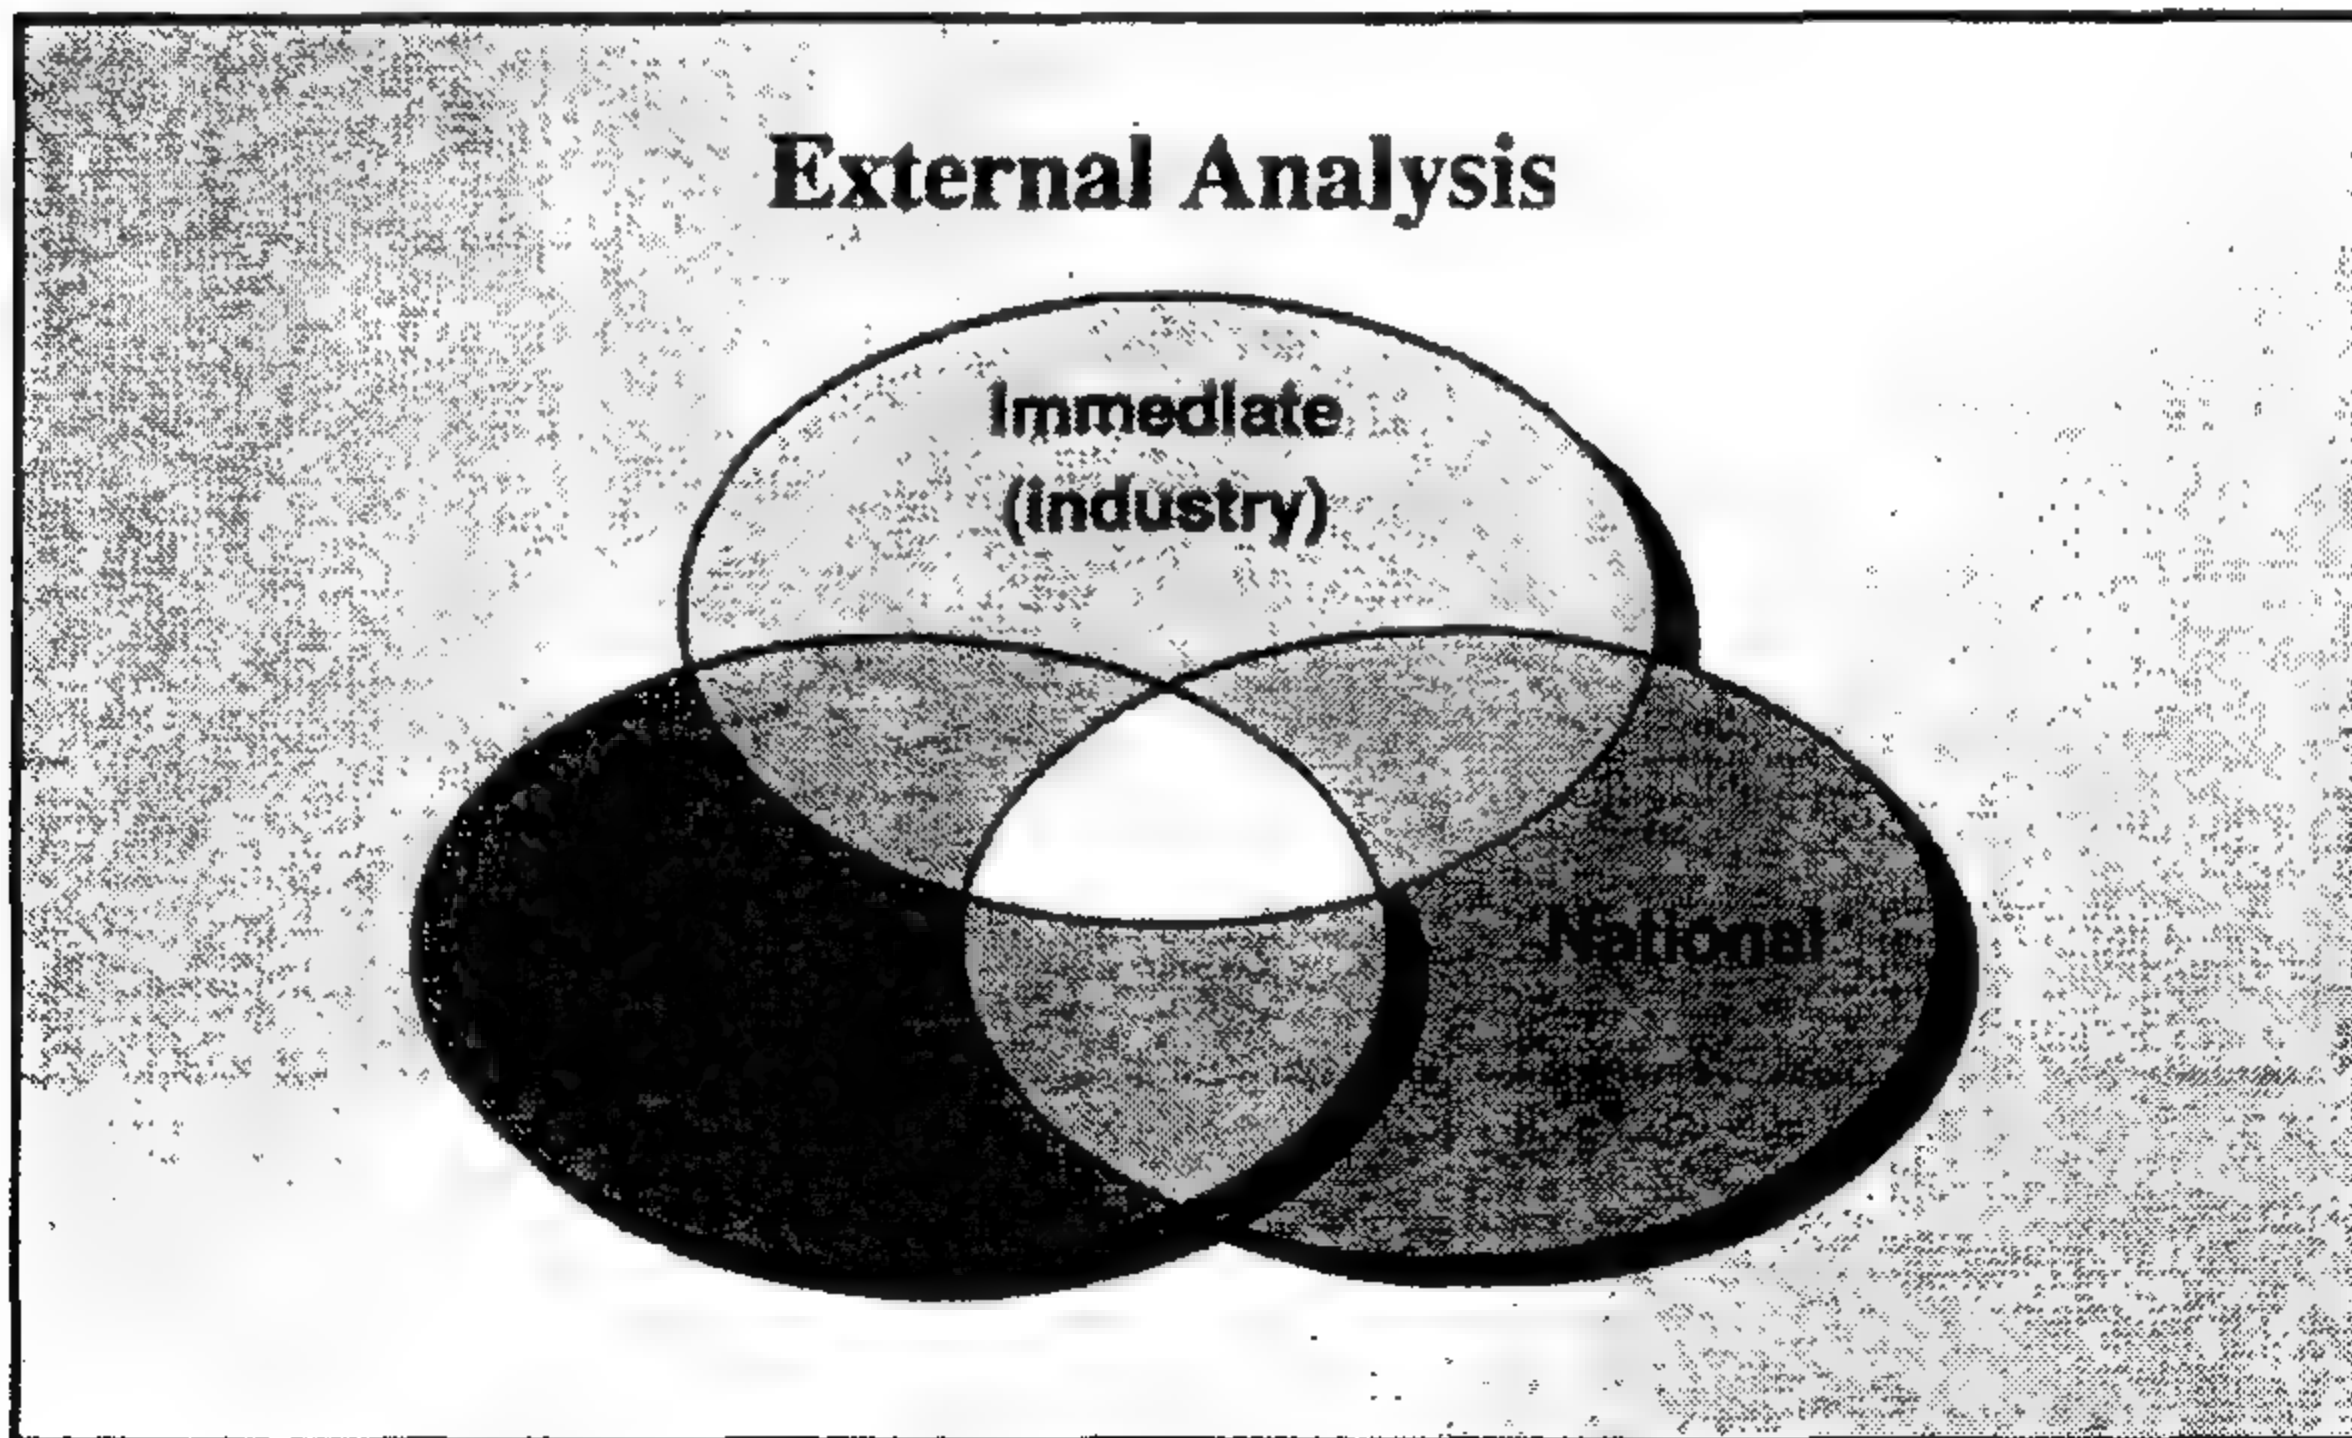 External Analysis
Immediate
(industry)
National